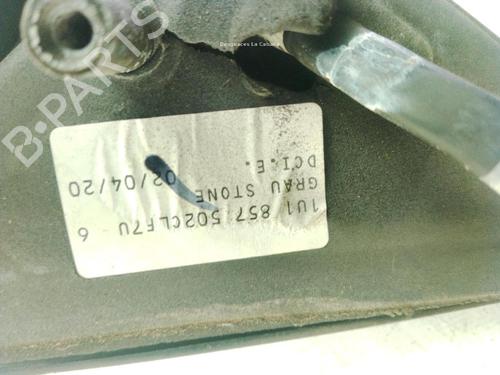 Desguaces La Cabaña
B-PARTS
1U1 857 502CLF7U 6
GRAU STONE
DCI.E. 02/04/20